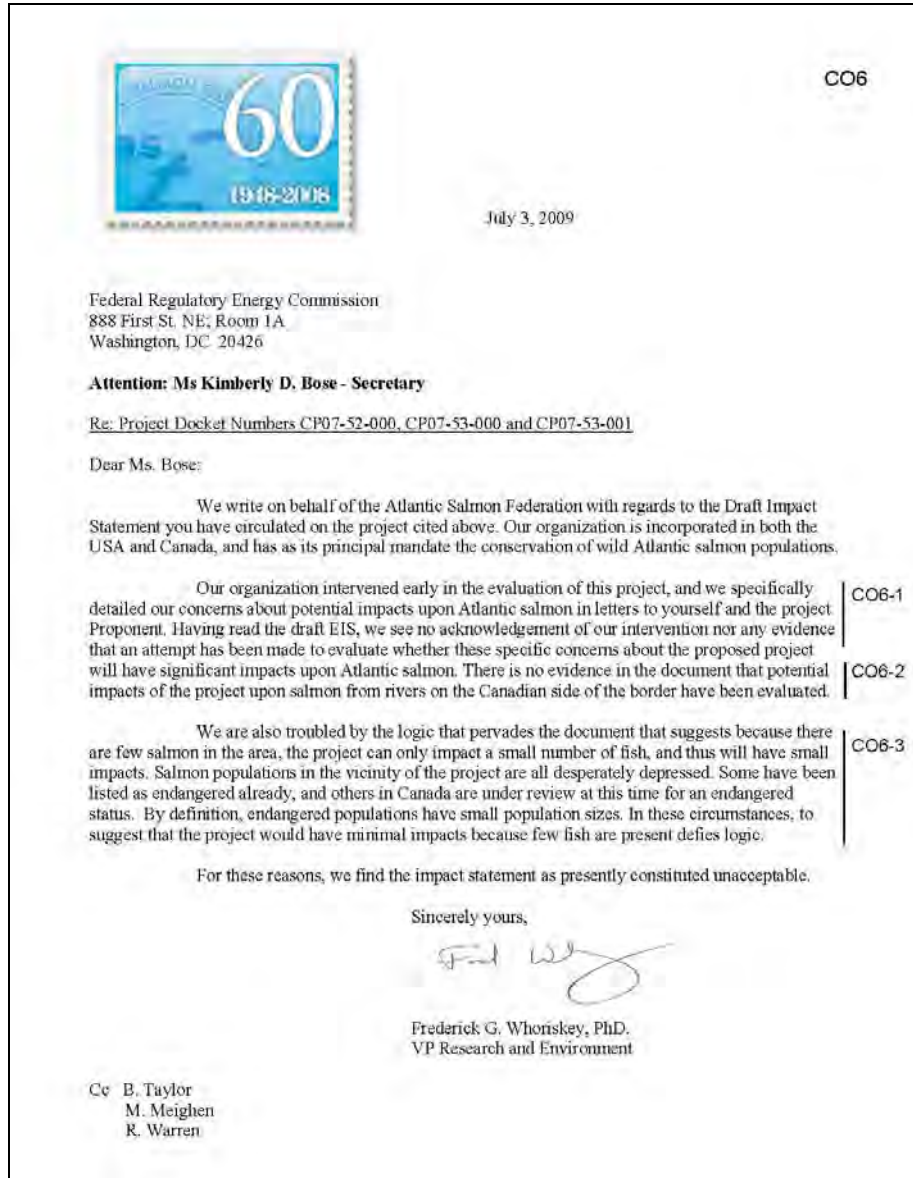 CO6
60
1948-2008
July 3, 2009
Federal Regulatory Energy Commission
888 First St. NE; Room 1A
Washington, DC 20426
Attention: Ms Kimberly D. Bose - Secretary
Re: Project Docket Numbers CP07-52-000, CP07-53-000 and CP07-53-001
Dear Ms. Bose:
We write on behalf of the Atlantic Salmon Federation with regards to the Draft Impact
Statement you have circulated on the project cited above. Our organization is incorporated in both the
USA and Canada, and has as its principal mandate the conservation of wild Atlantic salmon populations.
Our organization intervened early in the evaluation of this project, and we specifically
detailed our concerns about potential impacts upon Atlantic salmon in letters to yourself and the project
Proponent. Having read the draft EIS, we see no acknowledgement of our intervention nor any evidence
that an attempt has been made to evaluate whether these specific concerns about the proposed project
will have significant impacts upon Atlantic salmon. There is no evidence in the document that potential
impacts of the project upon salmon from rivers on the Canadian side of the border have been evaluated.
CO6-1
CO6-2
We are also troubled by the logic that pervades the document that suggests because there
are few salmon in the area, the project can only impact a small number of fish, and thus will have small
impacts. Salmon populations in the vicinity of the project are all desperately depressed. Some have been
listed as endangered already, and others in Canada are under review at this time for an endangered
status. By definition, endangered populations have small population sizes. In these circumstances, to
suggest that the project would have minimal impacts because few fish are present defies logic.
CO6-3
For these reasons, we find the impact statement as presently constituted unacceptable.
Sincerely yours,
Frederick G. Whoriskey, PhD.
VP Research and Environment
Cc B. Taylor
M. Meighen
R. Warren